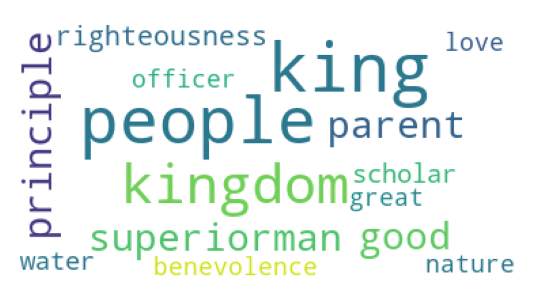 righteousness
love
king
principle
officer
people
parent
kingdom
scholar
great
superiorman
good
water
benevolence
nature